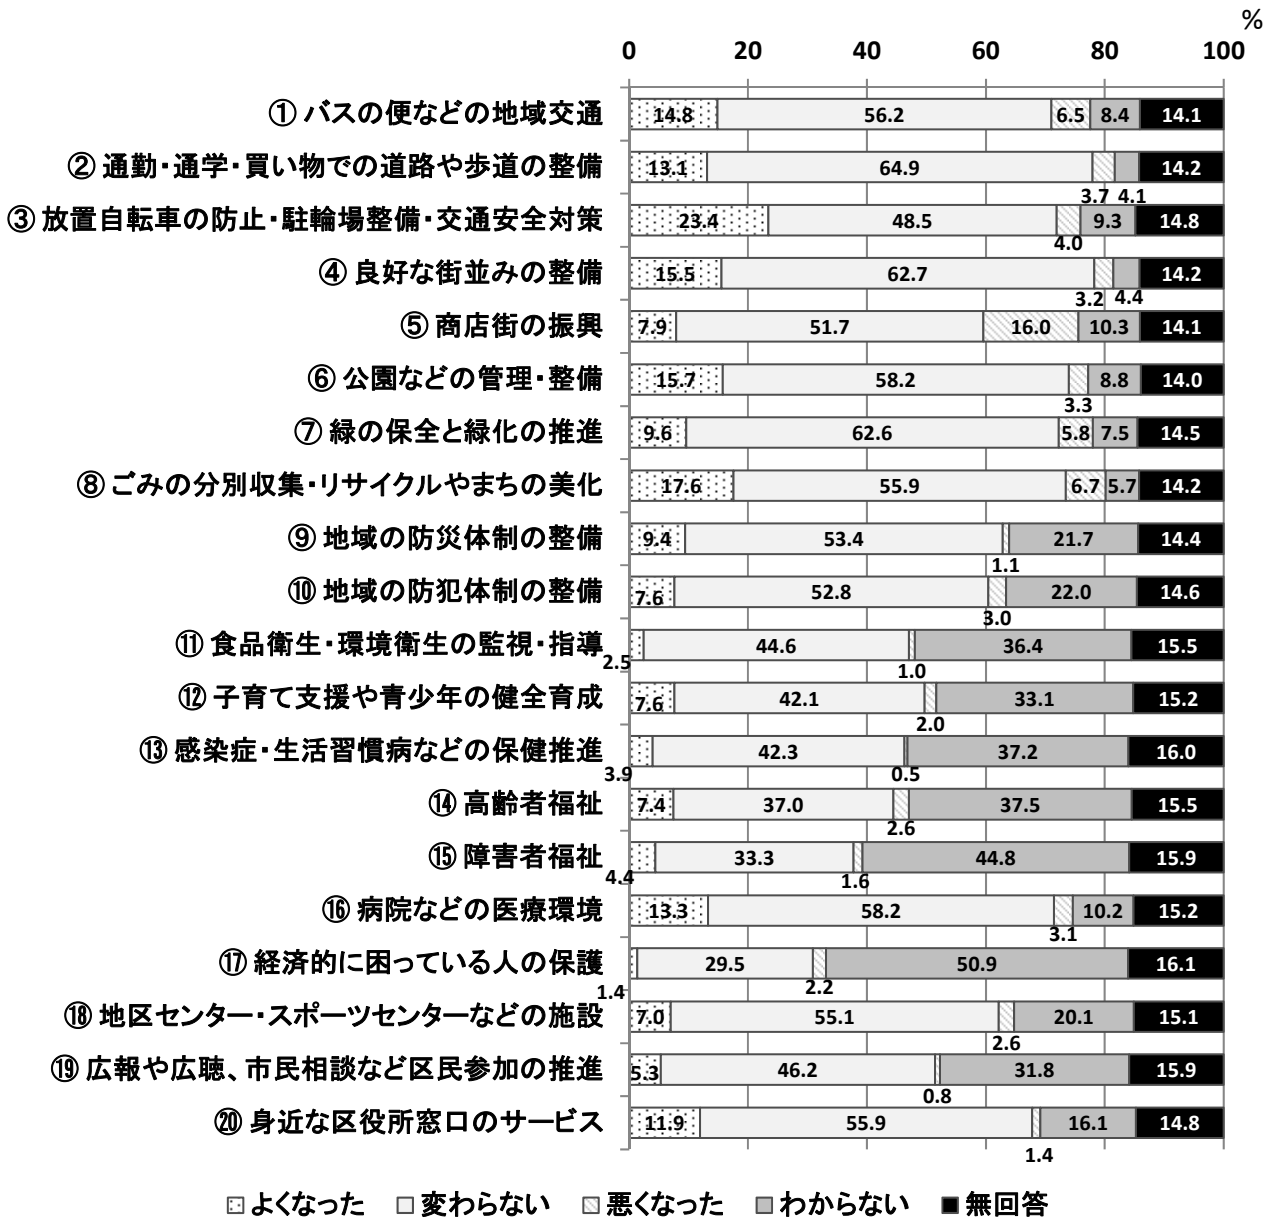 %
0 20 40 60 80 100
① バスの便などの地域交通 14.8 56.2 6.5 8.4 14.1
② 通勤・通学・買い物での道路や歩道の整備 13.1 64.9 3.7 4.1 14.2
③ 放置自転車の防止・駐輪場整備・交通安全対策 23.4 48.5 4.0 9.3 14.8
④ 良好な街並みの整備 15.5 62.7 3.2 4.4 14.2
⑤ 商店街の振興 7.9 51.7 16.0 10.3 14.1
⑥ 公園などの管理・整備 15.7 58.2 3.3 8.8 14.0
⑦ 緑の保全と緑化の推進 9.6 62.6 5.8 7.5 14.5
⑧ ごみの分別収集・リサイクルやまちの美化 17.6 55.9 6.7 5.7 14.2
⑨ 地域の防災体制の整備 9.4 53.4 1.1 21.7 14.4
⑩ 地域の防犯体制の整備 7.6 52.8 3.0 22.0 14.6
⑪ 食品衛生・環境衛生の監視・指導 2.5 44.6 1.0 36.4 15.5
⑫ 子育て支援や青少年の健全育成 7.6 42.1 2.0 33.1 15.2
⑬ 感染症・生活習慣病などの保健推進 3.9 42.3 0.5 37.2 16.0
⑭ 高齢者福祉 7.4 37.0 2.6 37.5 15.5
⑮ 障害者福祉 4.4 33.3 1.6 44.8 15.9
⑯ 病院などの医療環境 13.3 58.2 3.1 10.2 15.2
⑰ 経済的に困っている人の保護 1.4 29.5 2.2 50.9 16.1
⑱ 地区センター・スポーツセンターなどの施設 7.0 55.1 2.6 20.1 15.1
⑲ 広報や広聴、市民相談など区民参加の推進 5.3 46.2 0.8 31.8 15.9
⑳ 身近な区役所窓口のサービス 11.9 55.9 1.4 16.1 14.8
よくなった 変わらない 悪くなった わからない 無回答